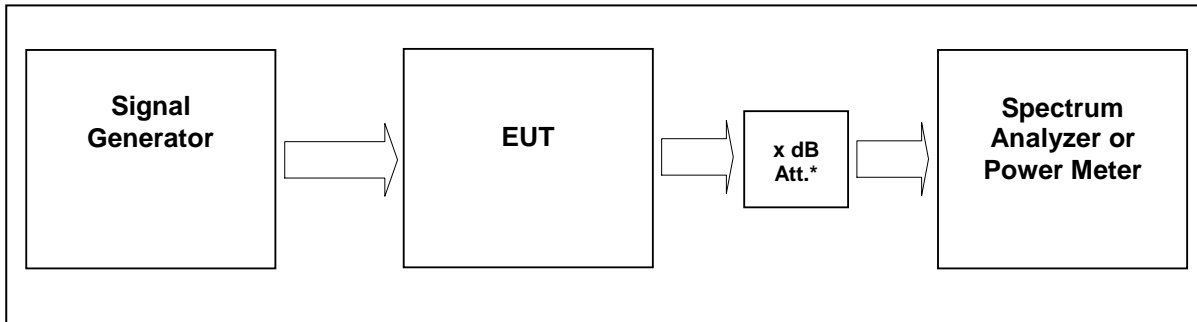 Signal
Generator
EUT
x dB
Att.*
Spectrum
Analyzer or
Power Meter